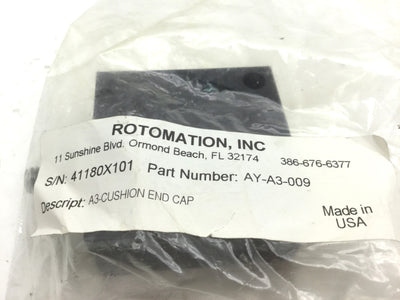 ROTOMATION, INC
11 Sunshine Blvd. Ormond Beach, FL 32174 386-676-6377
S/N: 41180X101 Part Number: AY-A3-009
Descript: A3-CUSHION END CAP
Made in
USA